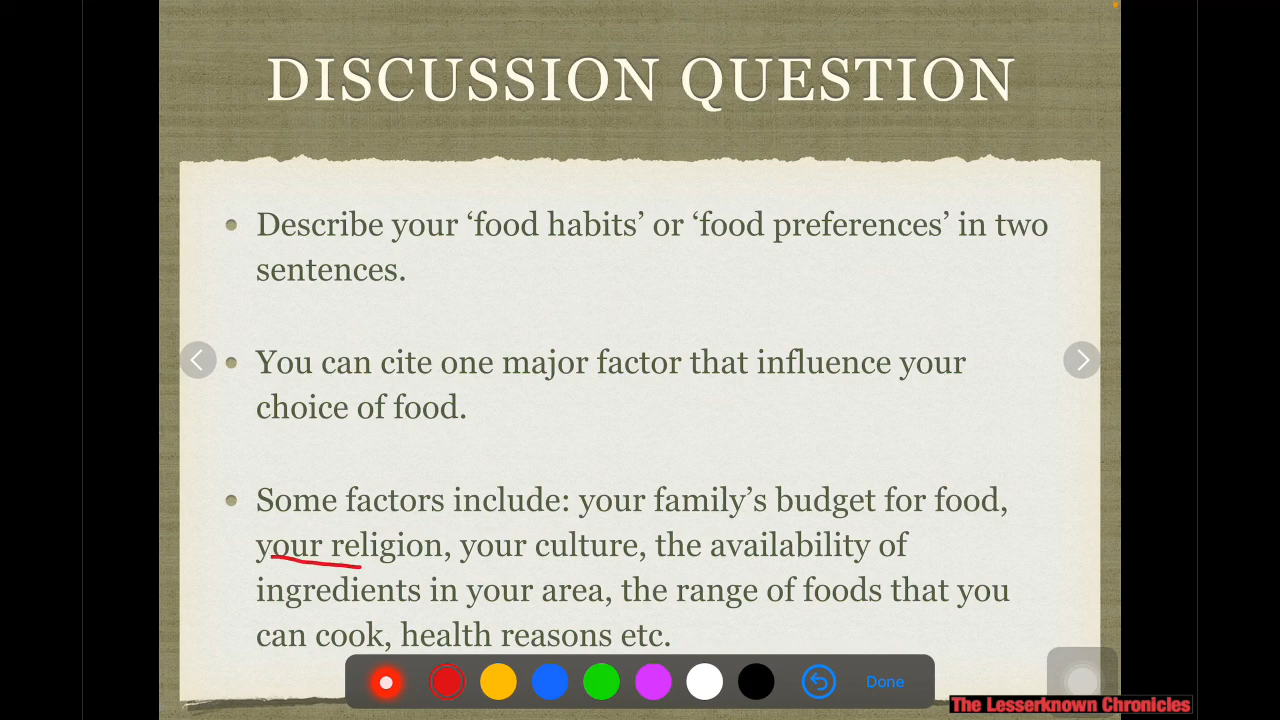 DISCUSSION QUESTION
• Describe your ‘food habits’ or ‘food preferences’ in two
sentences.
• You can cite one major factor that influence your
choice of food.
• Some factors include: your family’s budget for food,
your religion, your culture, the availability of
ingredients in your area, the range of foods that you
can cook, health reasons etc.
Done
The Lesserknown Chronicles